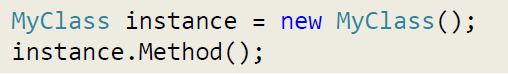 MyClass instance = new MyClass();
instance.Method();